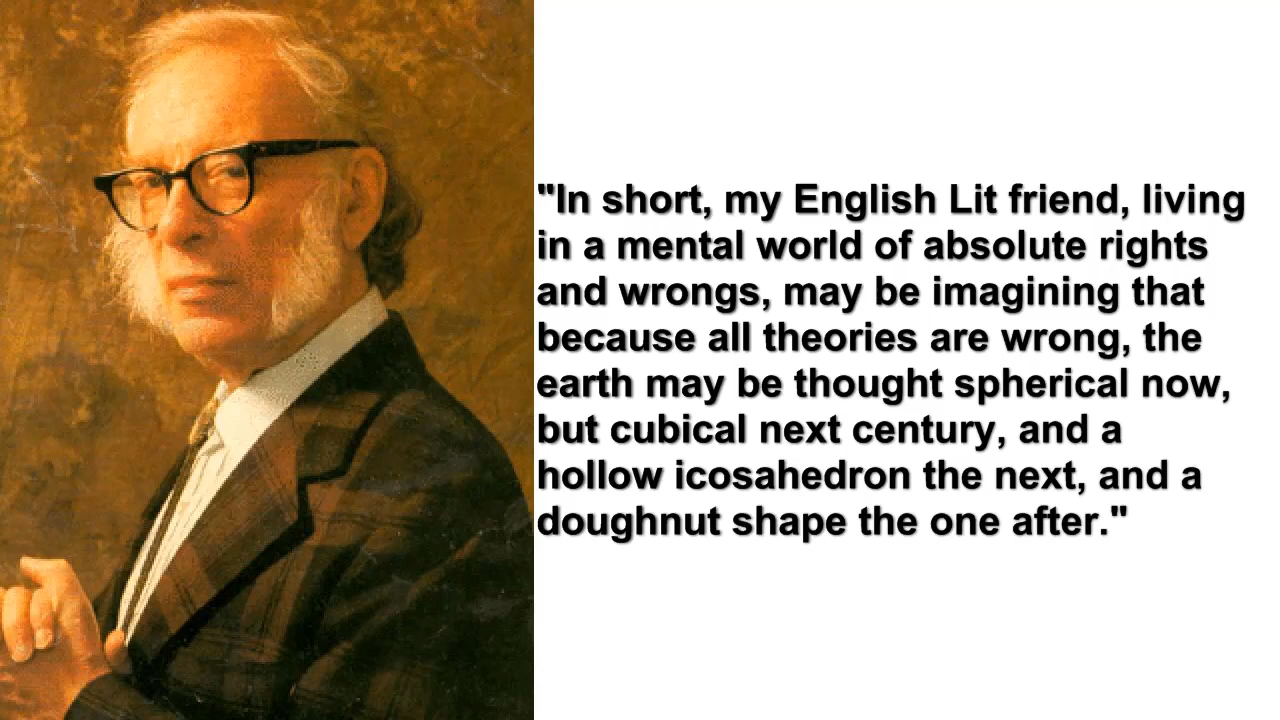 "In short, my English Lit friend, living
in a mental world of absolute rights
and wrongs, may be imagining that
because all theories are wrong, the
earth may be thought spherical now,
but cubical next century, and a
hollow icosahedron the next, and a
doughnut shape the one after."